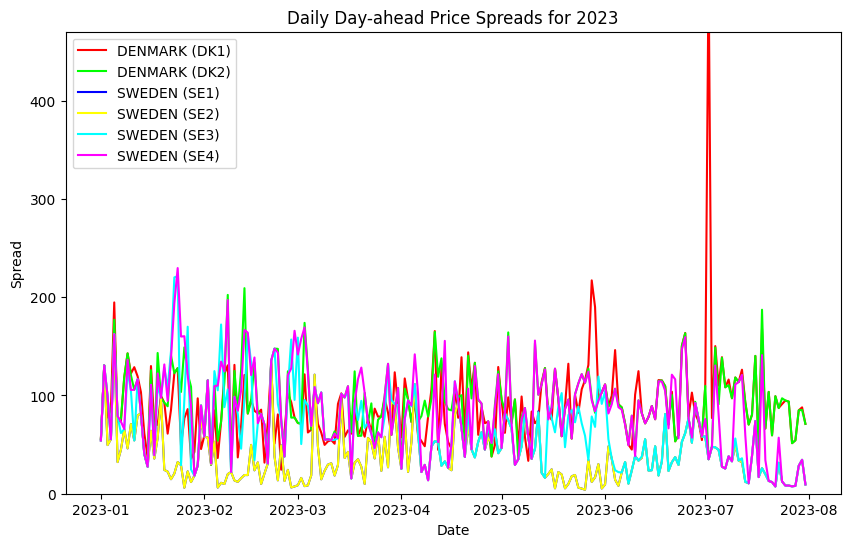 Daily Day-ahead Price Spreads for 2023
DENMARK (DK1)
DENMARK (DK2)
SWEDEN (SE1)
SWEDEN (SE2)
SWEDEN (SE3)
SWEDEN (SE4)
Spread
400
300
200
100
0
2023-01 2023-02 2023-03 2023-04 2023-05 2023-06 2023-07 2023-08
Date